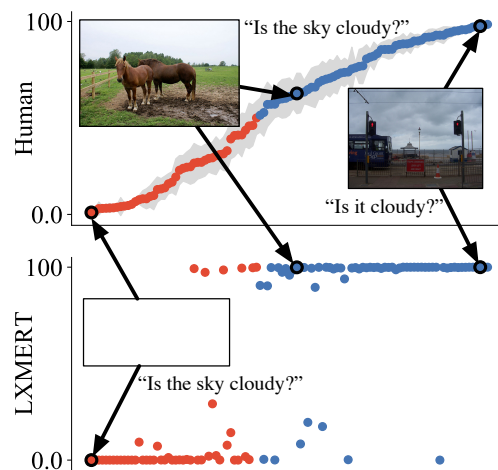 “Is the sky cloudy?”
100
Human
“Is it cloudy?”
0.0
100
LXMERT
“Is the sky cloudy?”
0.0